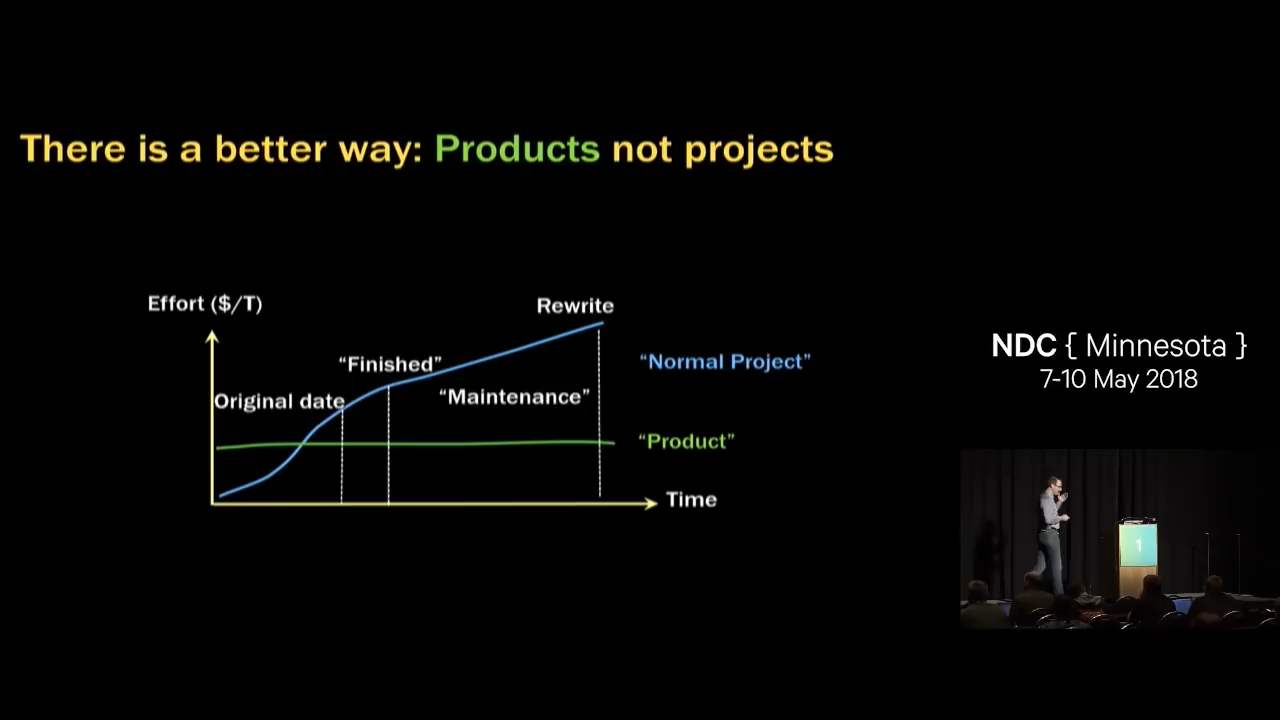 There is a better way: Products not projects
Effort ($/T)
Rewrite
“Finished”
“Normal Project”
Original date
“Maintenance”
“Product”
Time
NDC { Minnesota }
7-10 May 2018
1